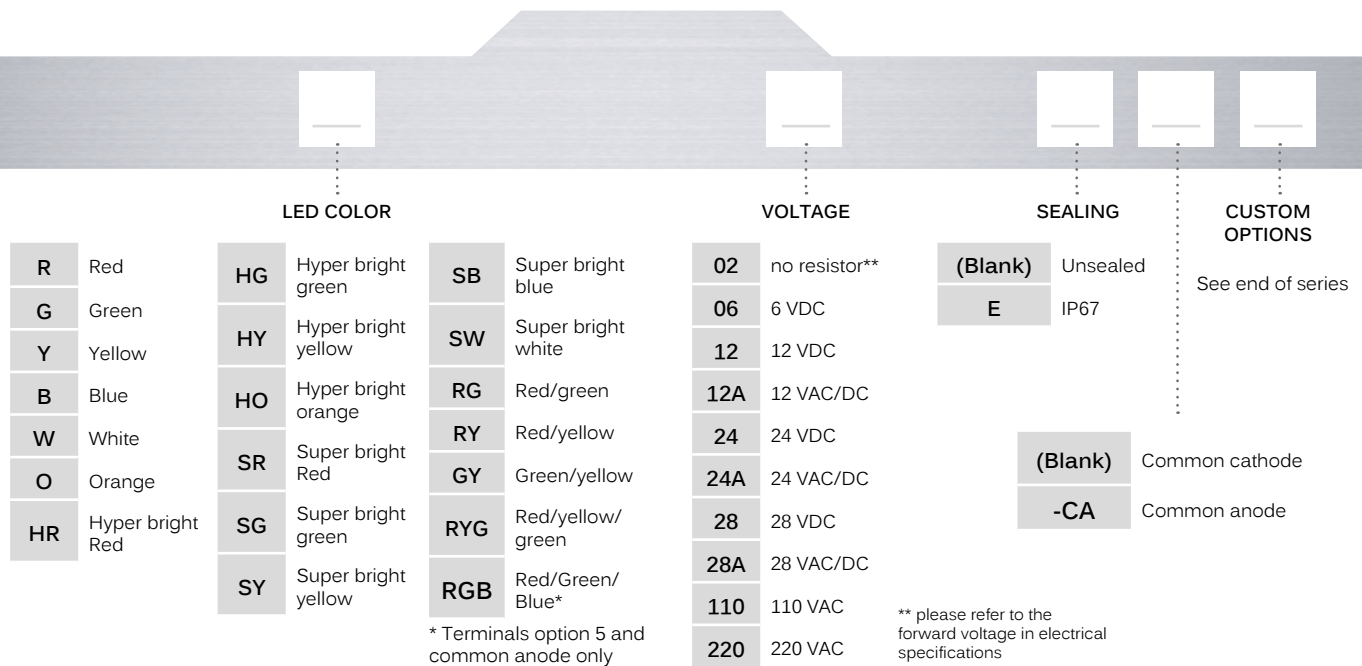 LED COLOR
R Red
G Green
Y Yellow
B Blue
W White
O Orange
HR Hyper bright
Red
HG Hyper bright
green
HY Hyper bright
yellow
HO Hyper bright
orange
SR Super bright
Red
SG Super bright
green
SY Super bright
yellow
SB Super bright
blue
SW Super bright
white
RG Red/green
RY Red/yellow
GY Green/yellow
RYG Red/yellow/
green
RGB Red/Green/
Blue*
* Terminals option 5 and
common anode only
VOLTAGE
02 no resistor**
06 6 VDC
12 12 VDC
12A 12 VAC/DC
24 24 VDC
24A 24 VAC/DC
28 28 VDC
28A 28 VAC/DC
110 110 VAC
220 220 VAC
** please refer to the
forward voltage in electrical
specifications
SEALING
(Blank) Unsealed
E IP67
(Blank) Common cathode
-CA Common anode
CUSTOM
OPTIONS
See end of series